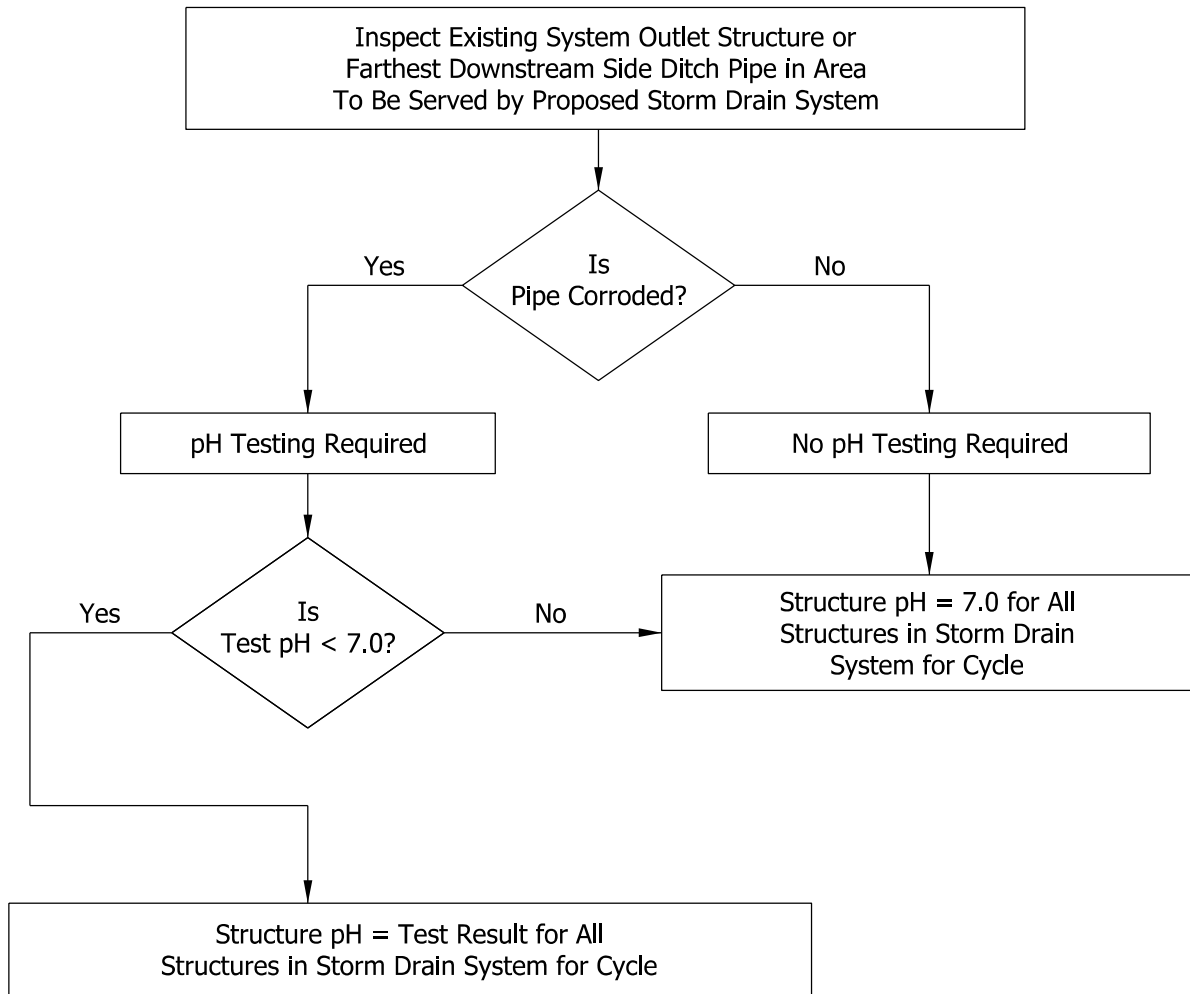 Inspect Existing System Outlet Structure or
Farthest Downstream Side Ditch Pipe in Area
To Be Served by Proposed Storm Drain System
Is
Pipe Corroded?
Yes
No
pH Testing Required
No pH Testing Required
Is
Test pH < 7.0?
Yes
No
Structure pH = 7.0 for All
Structures in Storm Drain
System for Cycle
Structure pH = Test Result for All
Structures in Storm Drain System for Cycle